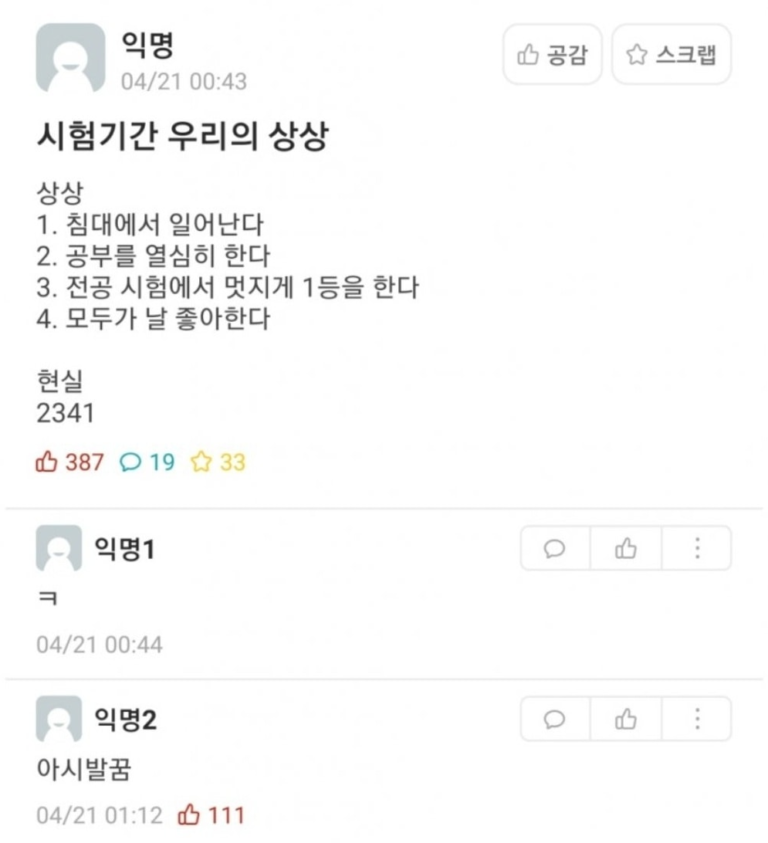 익명
04/21 00:43
공감
스크랩
시험기간 우리의 상상
상상
1. 침대에서 일어난다
2. 공부를 열심히 한다
3. 전공 시험에서 멋지게 1등을 한다
4. 모두가 날 좋아한다
현실
2341
387 19 33
익명1
ㅋ
04/21 00:44
익명2
아시발꿈
04/21 01:12 111